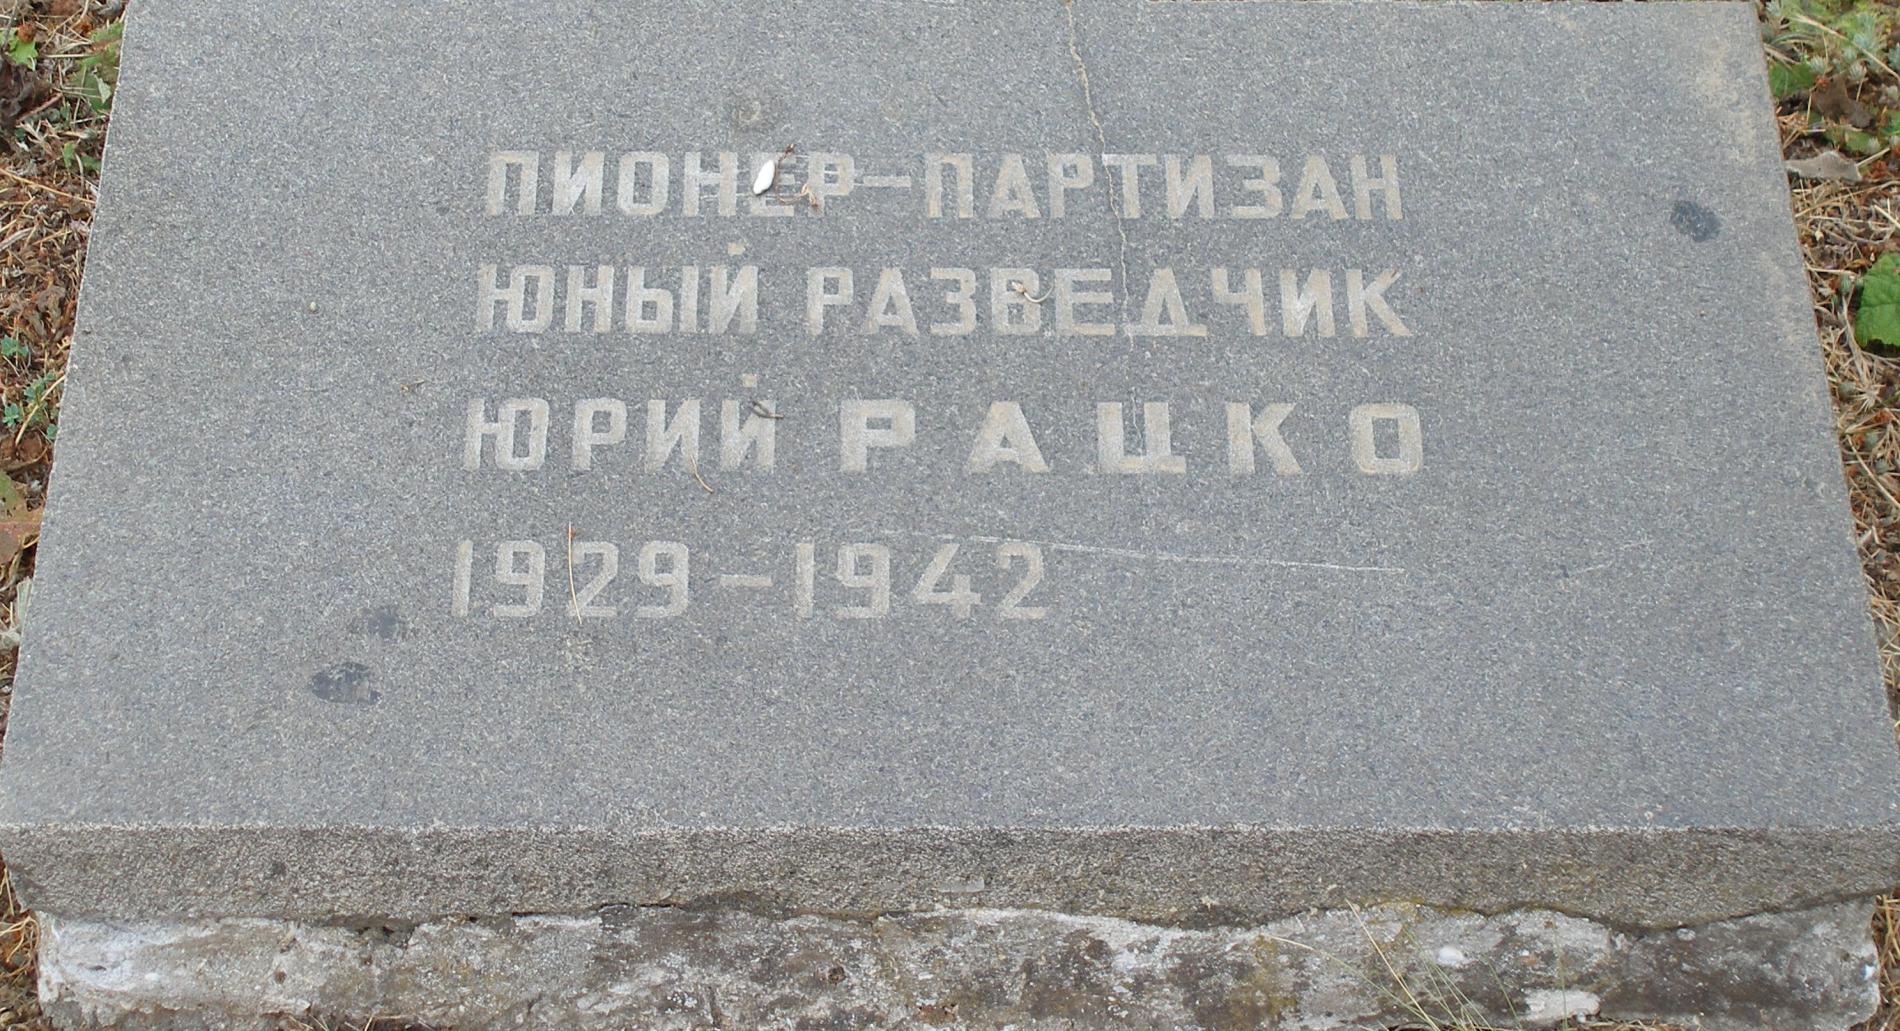 ПИОНЕР-ПАРТИЗАН
ЮНЫЙ РАЗВЕДЧИК
ЮРИЙ РАЦКО
1929-1942